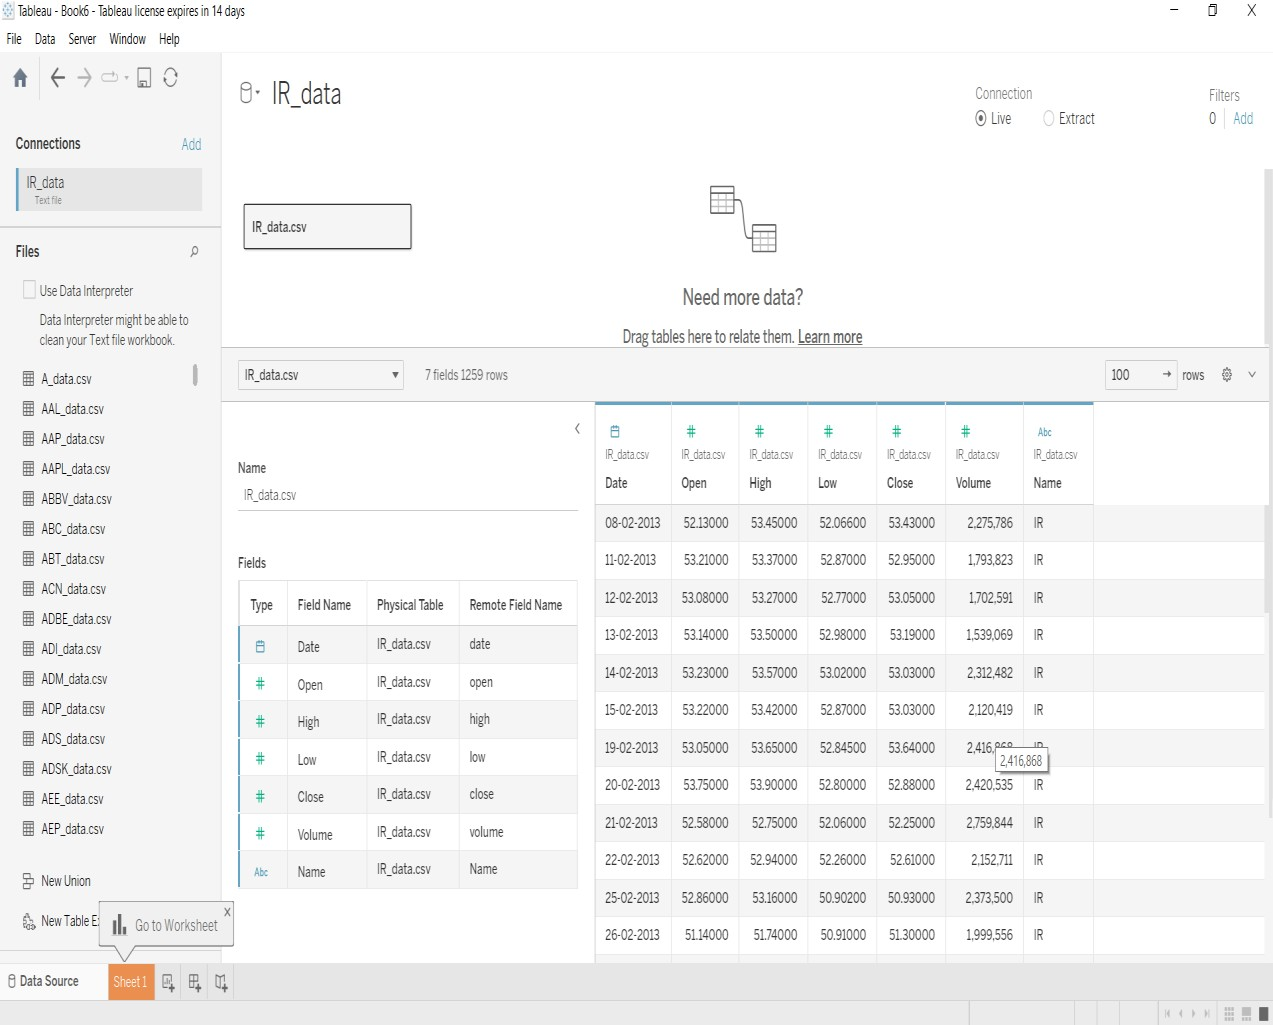 Tableau - Book6 - Tableau license expires in 14 days
File Data Server Window Help
IR_data
Connection
Live Extract
Filters
0 Add
Connections Add
IR_data
Text file
Files
Use Data Interpreter
Data Interpreter might be able to
clean your Text file workbook.
A_data.csv
AAL_data.csv
AAP_data.csv
AAPL_data.csv
ABBV_data.csv
ABC_data.csv
ABT_data.csv
ACN_data.csv
ADBE_data.csv
ADI_data.csv
ADM_data.csv
ADP_data.csv
ADS_data.csv
ADSK_data.csv
AEE_data.csv
AEP_data.csv
New Union
New Table E
Go to Worksheet
IR_data.csv
Need more data?
Drag tables here to relate them. Learn more
IR_data.csv 7 fields 1259 rows 100 rows
Name
IR_data.csv
Fields
Type Field Name Physical Table Remote Field Name
Date IR_data.csv date
# Open IR_data.csv open
# High IR_data.csv high
# Low IR_data.csv low
# Close IR_data.csv close
# Volume IR_data.csv volume
Abc Name IR_data.csv Name
# # # # # Abc
IR_data.csv IR_data.csv IR_data.csv IR_data.csv IR_data.csv IR_data.csv IR_data.csv
Date Open High Low Close Volume Name
08-02-2013 52.13000 53.45000 52.06600 53.43000 2,275,786 IR
11-02-2013 53.21000 53.37000 52.87000 52.95000 1,793,823 IR
12-02-2013 53.08000 53.27000 52.77000 53.05000 1,702,591 IR
13-02-2013 53.14000 53.50000 52.98000 53.19000 1,539,069 IR
14-02-2013 53.23000 53.57000 53.02000 53.03000 2,312,482 IR
15-02-2013 53.22000 53.42000 52.87000 53.03000 2,120,419 IR
19-02-2013 53.05000 53.65000 52.84500 53.64000 2,416,868 IR
2,416,868
20-02-2013 53.75000 53.90000 52.80000 52.88000 2,420,535 IR
21-02-2013 52.58000 52.75000 52.06000 52.25000 2,759,844 IR
22-02-2013 52.62000 52.94000 52.26000 52.61000 2,152,711 IR
25-02-2013 52.86000 53.16000 50.90200 50.93000 2,373,500 IR
26-02-2013 51.14000 51.74000 50.91000 51.30000 1,999,556 IR
Data Source Sheet 1